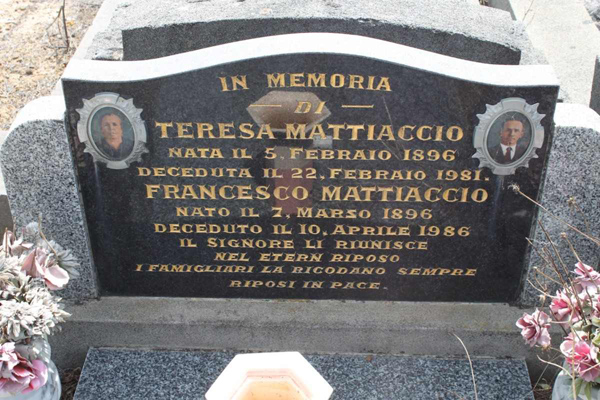 IN MEMORIA
DI
TERESA MATTIACCIO
NATA IL 5. FEBRAIO 1896
DECEDUTA IL 22. FEBRAIO 1981.
FRANCESCO MATTIACCIO
NATO IL 7. MARSO 1896
DECEDUTO IL 10. APRILE 1986
IL SIGNORE LI RIUNISCE
NEL ETERN RIPOSO
I FAMIGLIARI LA RICODANO SEMPRE
RIPOSI IN PACE.